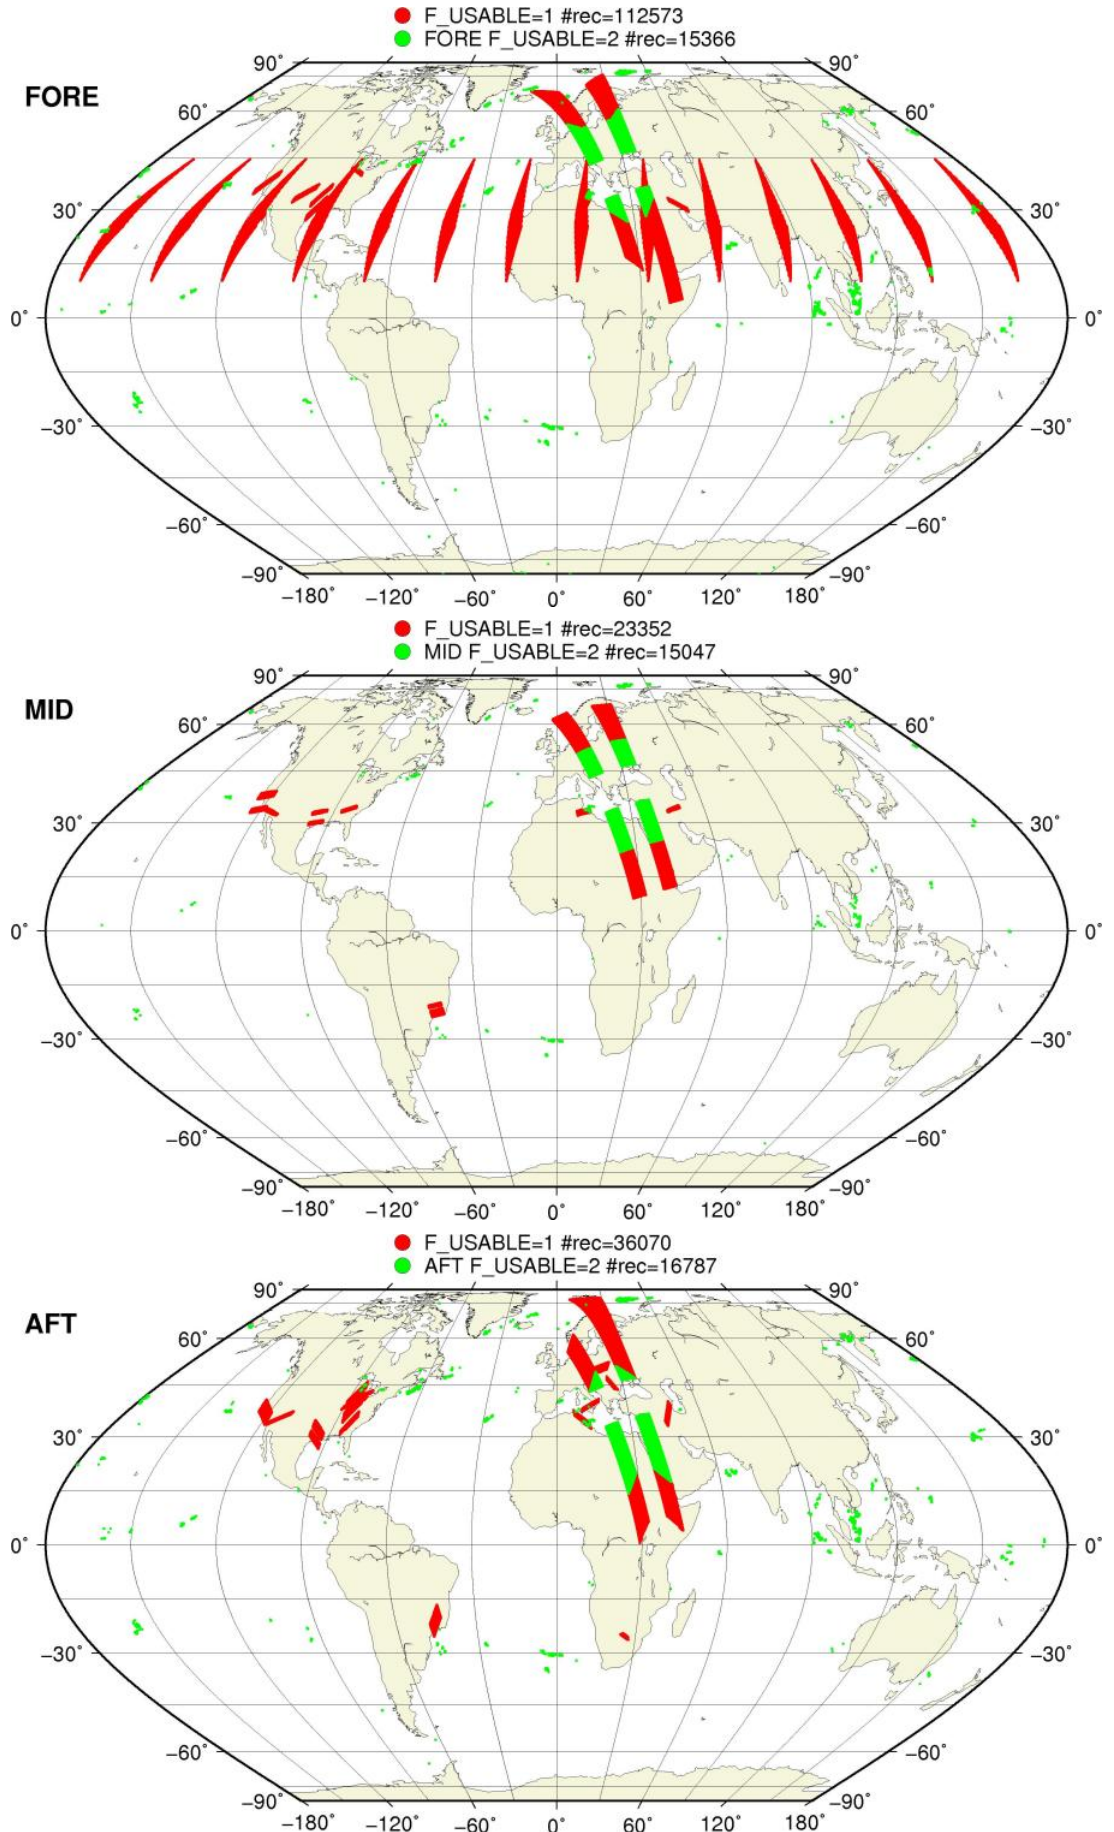 F_USABLE=1 #rec=112573
FORE F_USABLE=2 #rec=15366
FORE
90° 90°
60° 60°
30° 30°
0° 0°
−30° −30°
−60° −60°
−90° −90°
−180° −120° −60° 0° 60° 120° 180°
F_USABLE=1 #rec=23352
MID F_USABLE=2 #rec=15047
MID
90° 90°
60° 60°
30° 30°
0° 0°
−30° −30°
−60° −60°
−90° −90°
−180° −120° −60° 0° 60° 120° 180°
F_USABLE=1 #rec=36070
AFT F_USABLE=2 #rec=16787
AFT
90° 90°
60° 60°
30° 30°
0° 0°
−30° −30°
−60° −60°
−90° −90°
−180° −120° −60° 0° 60° 120° 180°